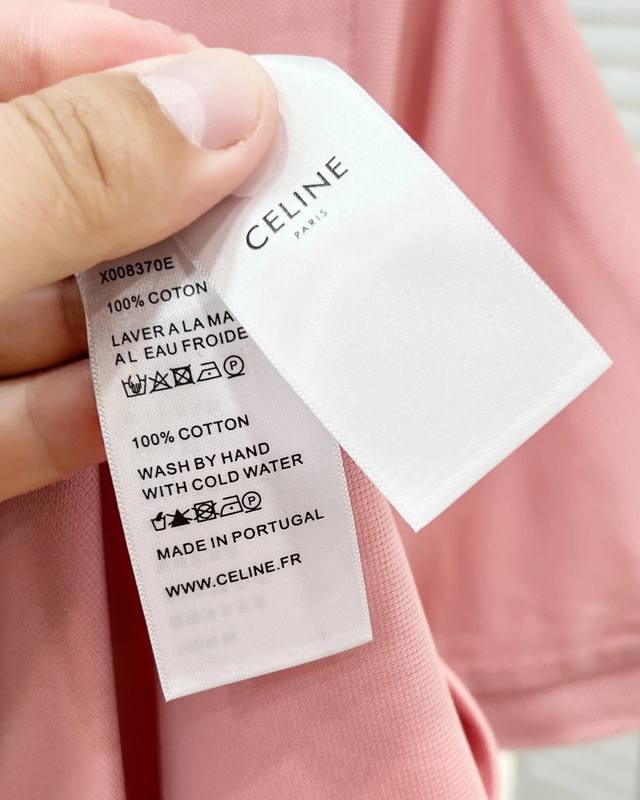 CELINE
PARIS
X008370E
100% COTON
LAVER A LA MA
A L EAU FROIDE
P
100% COTTON
WASH BY HAND
WITH COLD WATER
P
MADE IN PORTUGAL
WWW.CELINE.FR